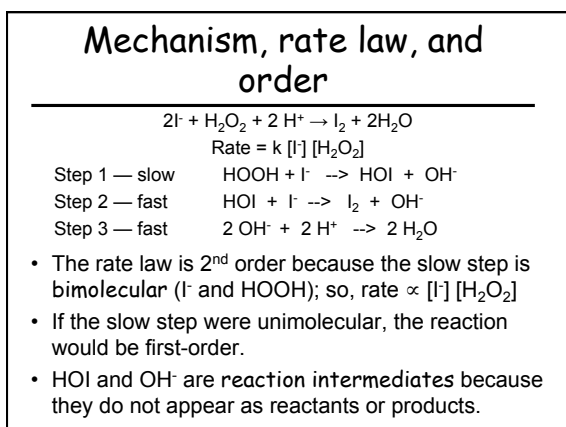 Mechanism, rate law, and
order
2I⁻ + H₂O₂ + 2 H⁺ → I₂ + 2H₂O
Rate = k [I⁻] [H₂O₂]
Step 1 — slow HOOH + I⁻ --> HOI + OH⁻
Step 2 — fast HOI + I⁻ --> I₂ + OH⁻
Step 3 — fast 2 OH⁻ + 2 H⁺ --> 2 H₂O
• The rate law is 2ⁿᵈ order because the slow step is
bimolecular (I⁻ and HOOH); so, rate ∝ [I⁻] [H₂O₂]
• If the slow step were unimolecular, the reaction
would be first-order.
• HOI and OH⁻ are reaction intermediates because
they do not appear as reactants or products.